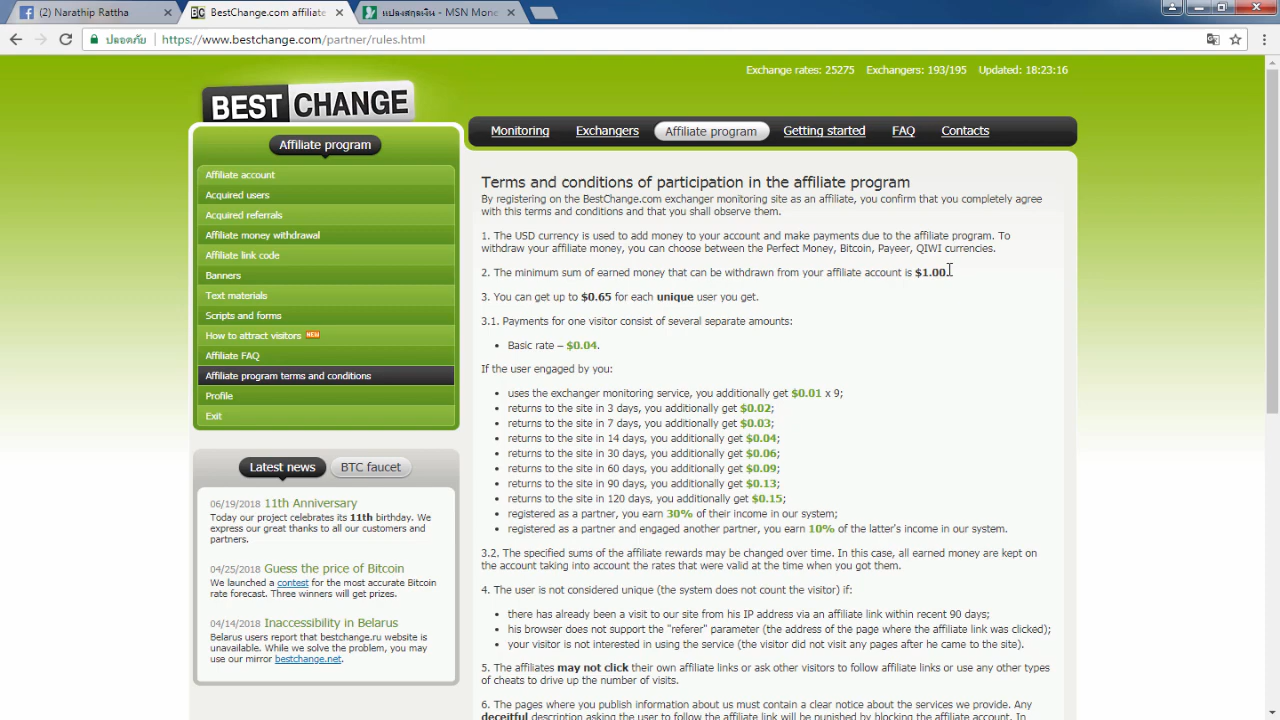 (2) Narathip Rattha
BestChange.com affiliate
แปลงสกุลเงิน - MSN Mone
ปลอดภัย
https://www.bestchange.com/partner/rules.html
Exchange rates: 25275 Exchangers: 193/195 Updated: 18:23:16
BEST CHANGE
Monitoring Exchangers Affiliate program Getting started FAQ Contacts
Affiliate program
Affiliate account
Acquired users
Acquired referrals
Affiliate money withdrawal
Affiliate link code
Banners
Text materials
Scripts and forms
How to attract visitors NEW
Affiliate FAQ
Affiliate program terms and conditions
Profile
Exit
Latest news BTC faucet
06/19/2018 11th Anniversary
Today our project celebrates its 11th birthday. We
express our great thanks to all our customers and
partners.
04/25/2018 Guess the price of Bitcoin
We launched a contest for the most accurate Bitcoin
rate forecast. Three winners will get prizes.
04/14/2018 Inaccessibility in Belarus
Belarus users report that bestchange.ru website is
unavailable. While we solve the problem, you may
use our mirror bestchange.net.
Terms and conditions of participation in the affiliate program
By registering on the BestChange.com exchanger monitoring site as an affiliate, you confirm that you completely agree
with this terms and conditions and that you shall observe them.
1. The USD currency is used to add money to your account and make payments due to the affiliate program. To
withdraw your affiliate money, you can choose between the Perfect Money, Bitcoin, Payeer, QIWI currencies.
2. The minimum sum of earned money that can be withdrawn from your affiliate account is $1.00.
3. You can get up to $0.65 for each unique user you get.
3.1. Payments for one visitor consist of several separate amounts:
• Basic rate – $0.04.
If the user engaged by you:
• uses the exchanger monitoring service, you additionally get $0.01 x 9;
• returns to the site in 3 days, you additionally get $0.02;
• returns to the site in 7 days, you additionally get $0.03;
• returns to the site in 14 days, you additionally get $0.04;
• returns to the site in 30 days, you additionally get $0.06;
• returns to the site in 60 days, you additionally get $0.09;
• returns to the site in 90 days, you additionally get $0.13;
• returns to the site in 120 days, you additionally get $0.15;
• registered as a partner, you earn 30% of their income in our system;
• registered as a partner and engaged another partner, you earn 10% of the latter's income in our system.
3.2. The specified sums of the affiliate rewards may be changed over time. In this case, all earned money are kept on
the account taking into account the rates that were valid at the time when you got them.
4. The user is not considered unique (the system does not count the visitor) if:
• there has already been a visit to our site from his IP address via an affiliate link within recent 90 days;
• his browser does not support the "referer" parameter (the address of the page where the affiliate link was clicked);
• your visitor is not interested in using the service (the visitor did not visit any pages after he came to the site).
5. The affiliates may not click their own affiliate links or ask other visitors to follow affiliate links or use any other types
of cheats to drive up the number of visits.
6. The pages where you publish information about us must contain a clear notice about the services we provide. Any
deceitful description asking the user to follow the affiliate link will be punished by blocking the affiliate account. In